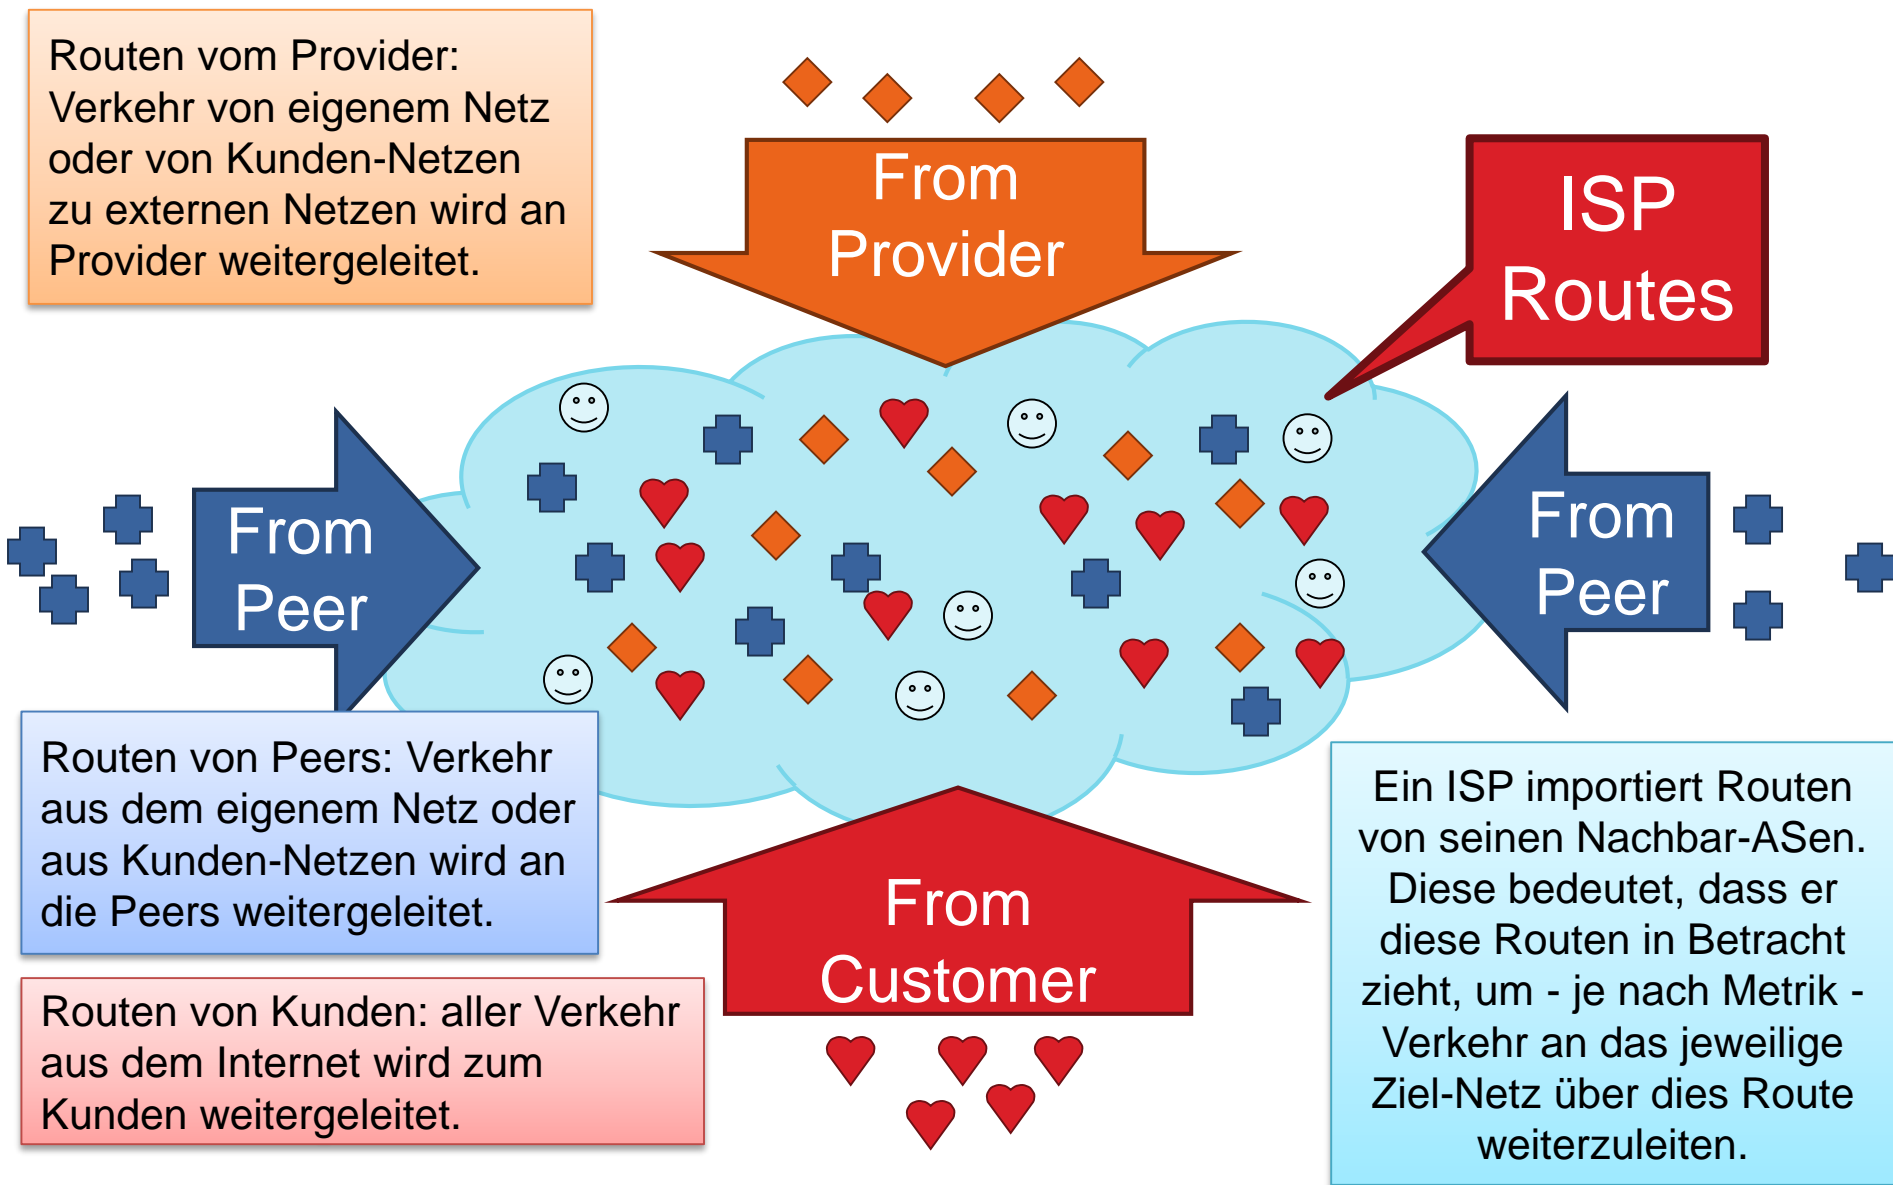 Routen vom Provider:
Verkehr von eigenem Netz
oder von Kunden-Netzen
zu externen Netzen wird an
Provider weitergeleitet.
From
Provider
ISP
Routes
From
Peer
From
Peer
Routen von Peers: Verkehr
aus dem eigenem Netz oder
aus Kunden-Netzen wird an
die Peers weitergeleitet.
From
Customer
Routen von Kunden: aller Verkehr
aus dem Internet wird zum
Kunden weitergeleitet.
Ein ISP importiert Routen
von seinen Nachbar-ASen.
Diese bedeutet, dass er
diese Routen in Betracht
zieht, um - je nach Metrik -
Verkehr an das jeweilige
Ziel-Netz über dies Route
weiterzuleiten.